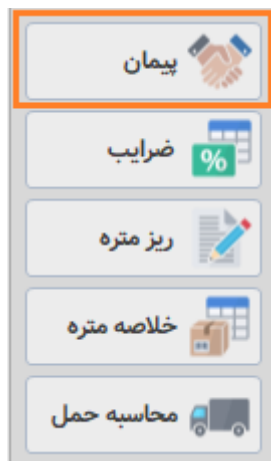 پیمان
ضرایب
%
ریز متره
خلاصه متره
محاسبه حمل